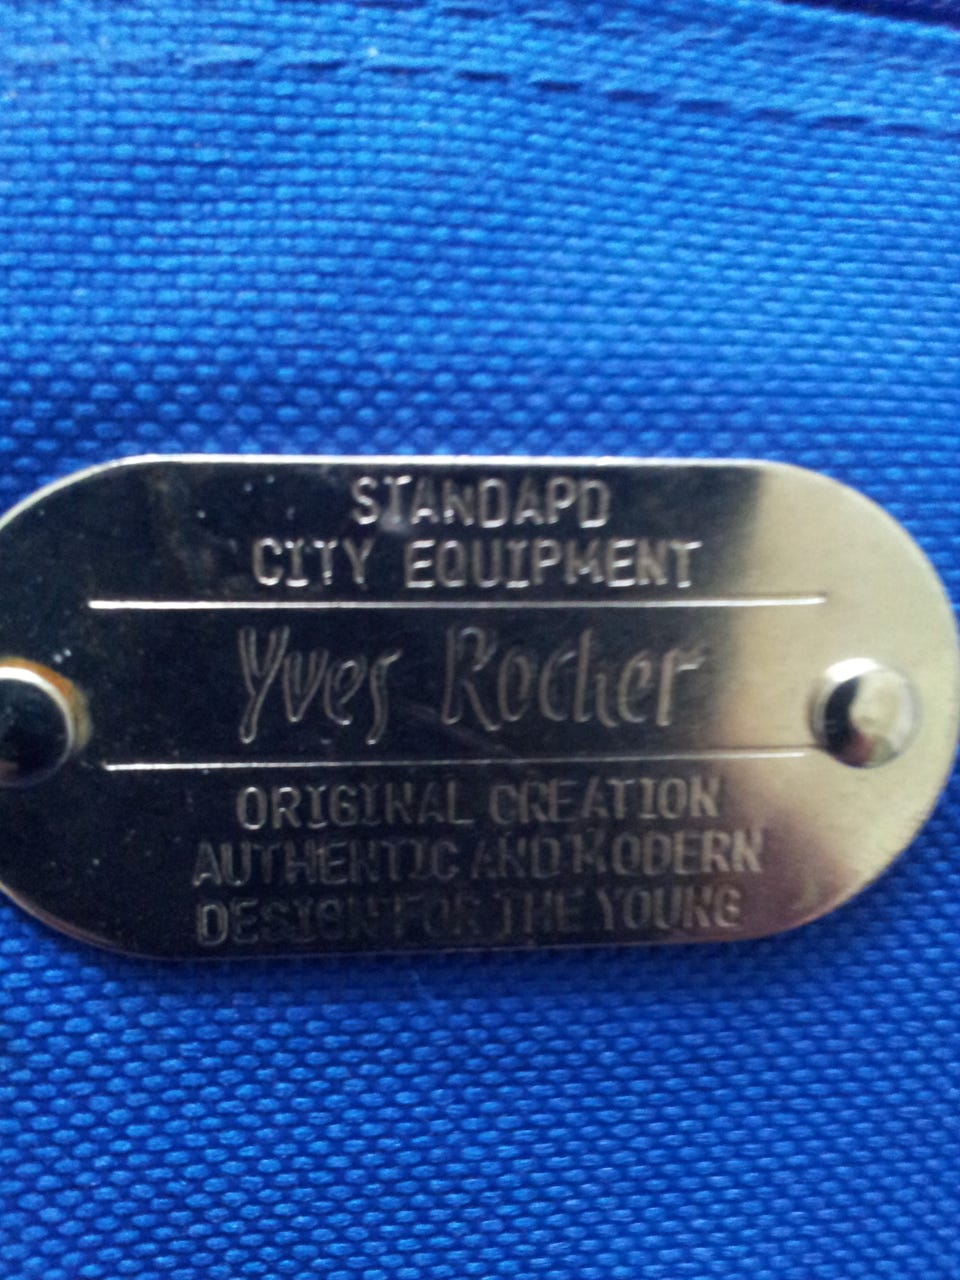 STANDAPD
CITY EQUIPMENT
Yves Rocher
ORIGINAL CREATION
AUTHENTIC AND MODERN
DESIGN FOR THE YOUNG